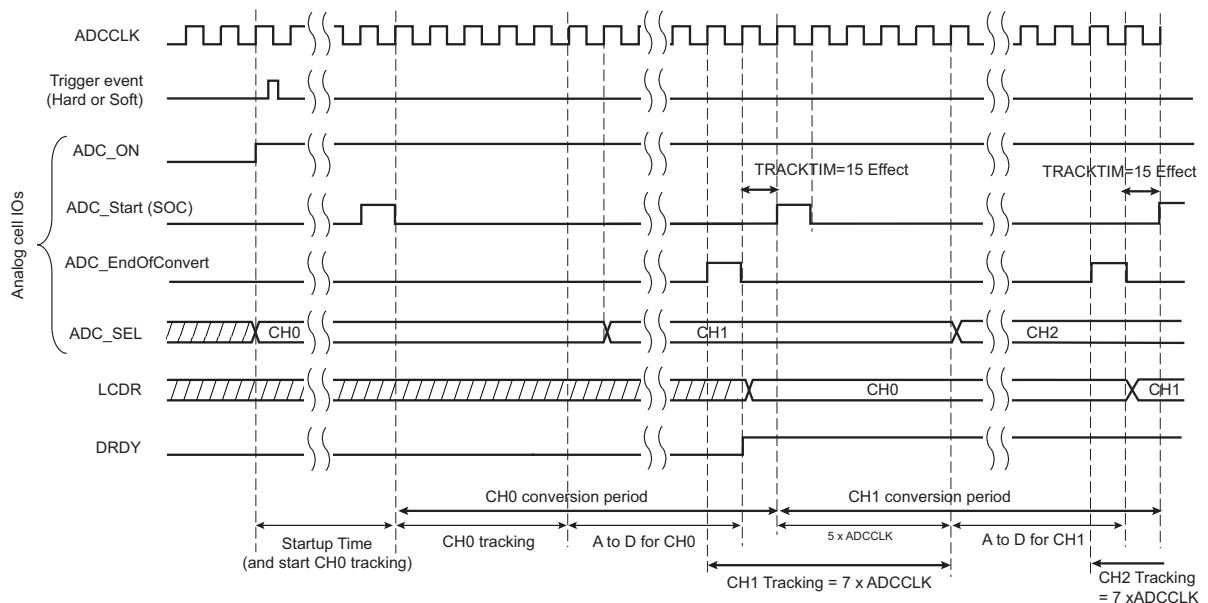 ADCCLK
Trigger event
(Hard or Soft)
Analog cell IOs
ADC_ON
TRACKTIM=15 Effect
TRACKTIM=15 Effect
ADC_Start (SOC)
ADC_EndOfConvert
ADC_SEL
CH0
CH1
CH2
LCDR
CH0
CH1
DRDY
CH0 conversion period
CH1 conversion period
Startup Time
(and start CH0 tracking)
CH0 tracking
A to D for CH0
5 x ADCCLK
A to D for CH1
CH1 Tracking = 7 x ADCCLK
CH2 Tracking
= 7 xADCCLK